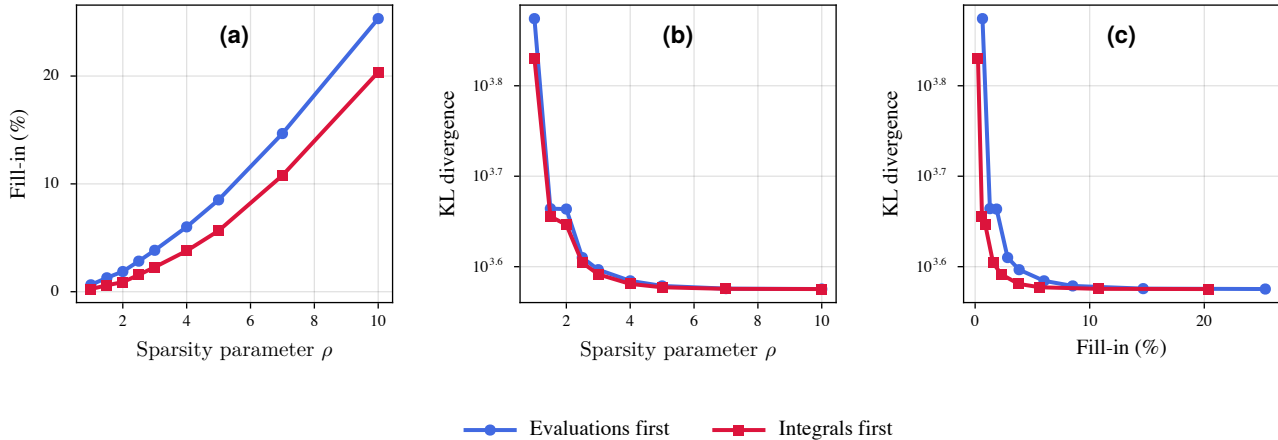 (a)
20
10
0
Fill-in (%)
2
4
6
8
10
Sparsity parameter ρ
(b)
10^3.8
10^3.7
10^3.6
KL divergence
2
4
6
8
10
Sparsity parameter ρ
(c)
10^3.8
10^3.7
10^3.6
KL divergence
0
10
20
Fill-in (%)
Evaluations first
Integrals first